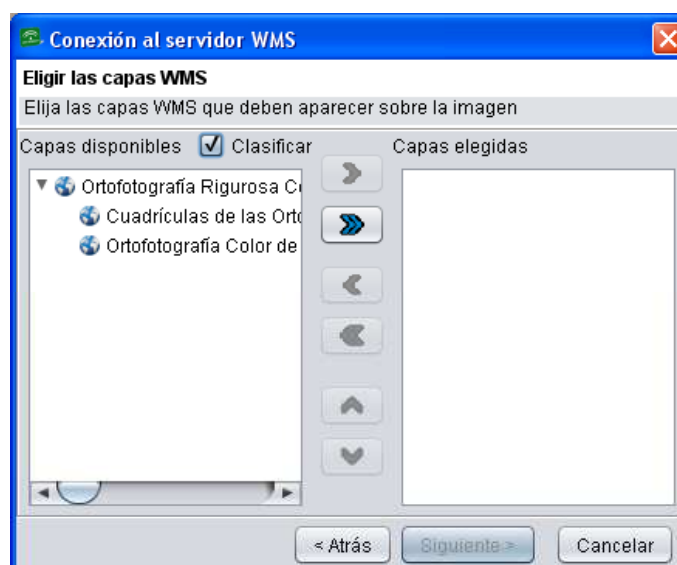 Conexión al servidor WMS
Eligir las capas WMS
Elija las capas WMS que deben aparecer sobre la imagen
Capas disponibles Clasificar Capas elegidas
Ortofotografía Rigurosa
Cuadrículas de las
Ortofotografía Color de
< Atrás Siguiente > Cancelar